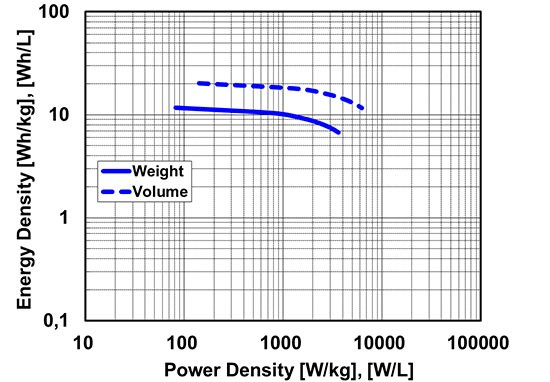 100
10
1
0,1
Energy Density [Wh/kg], [Wh/L]
Weight
Volume
10 100 1000 10000 100000
Power Density [W/kg], [W/L]